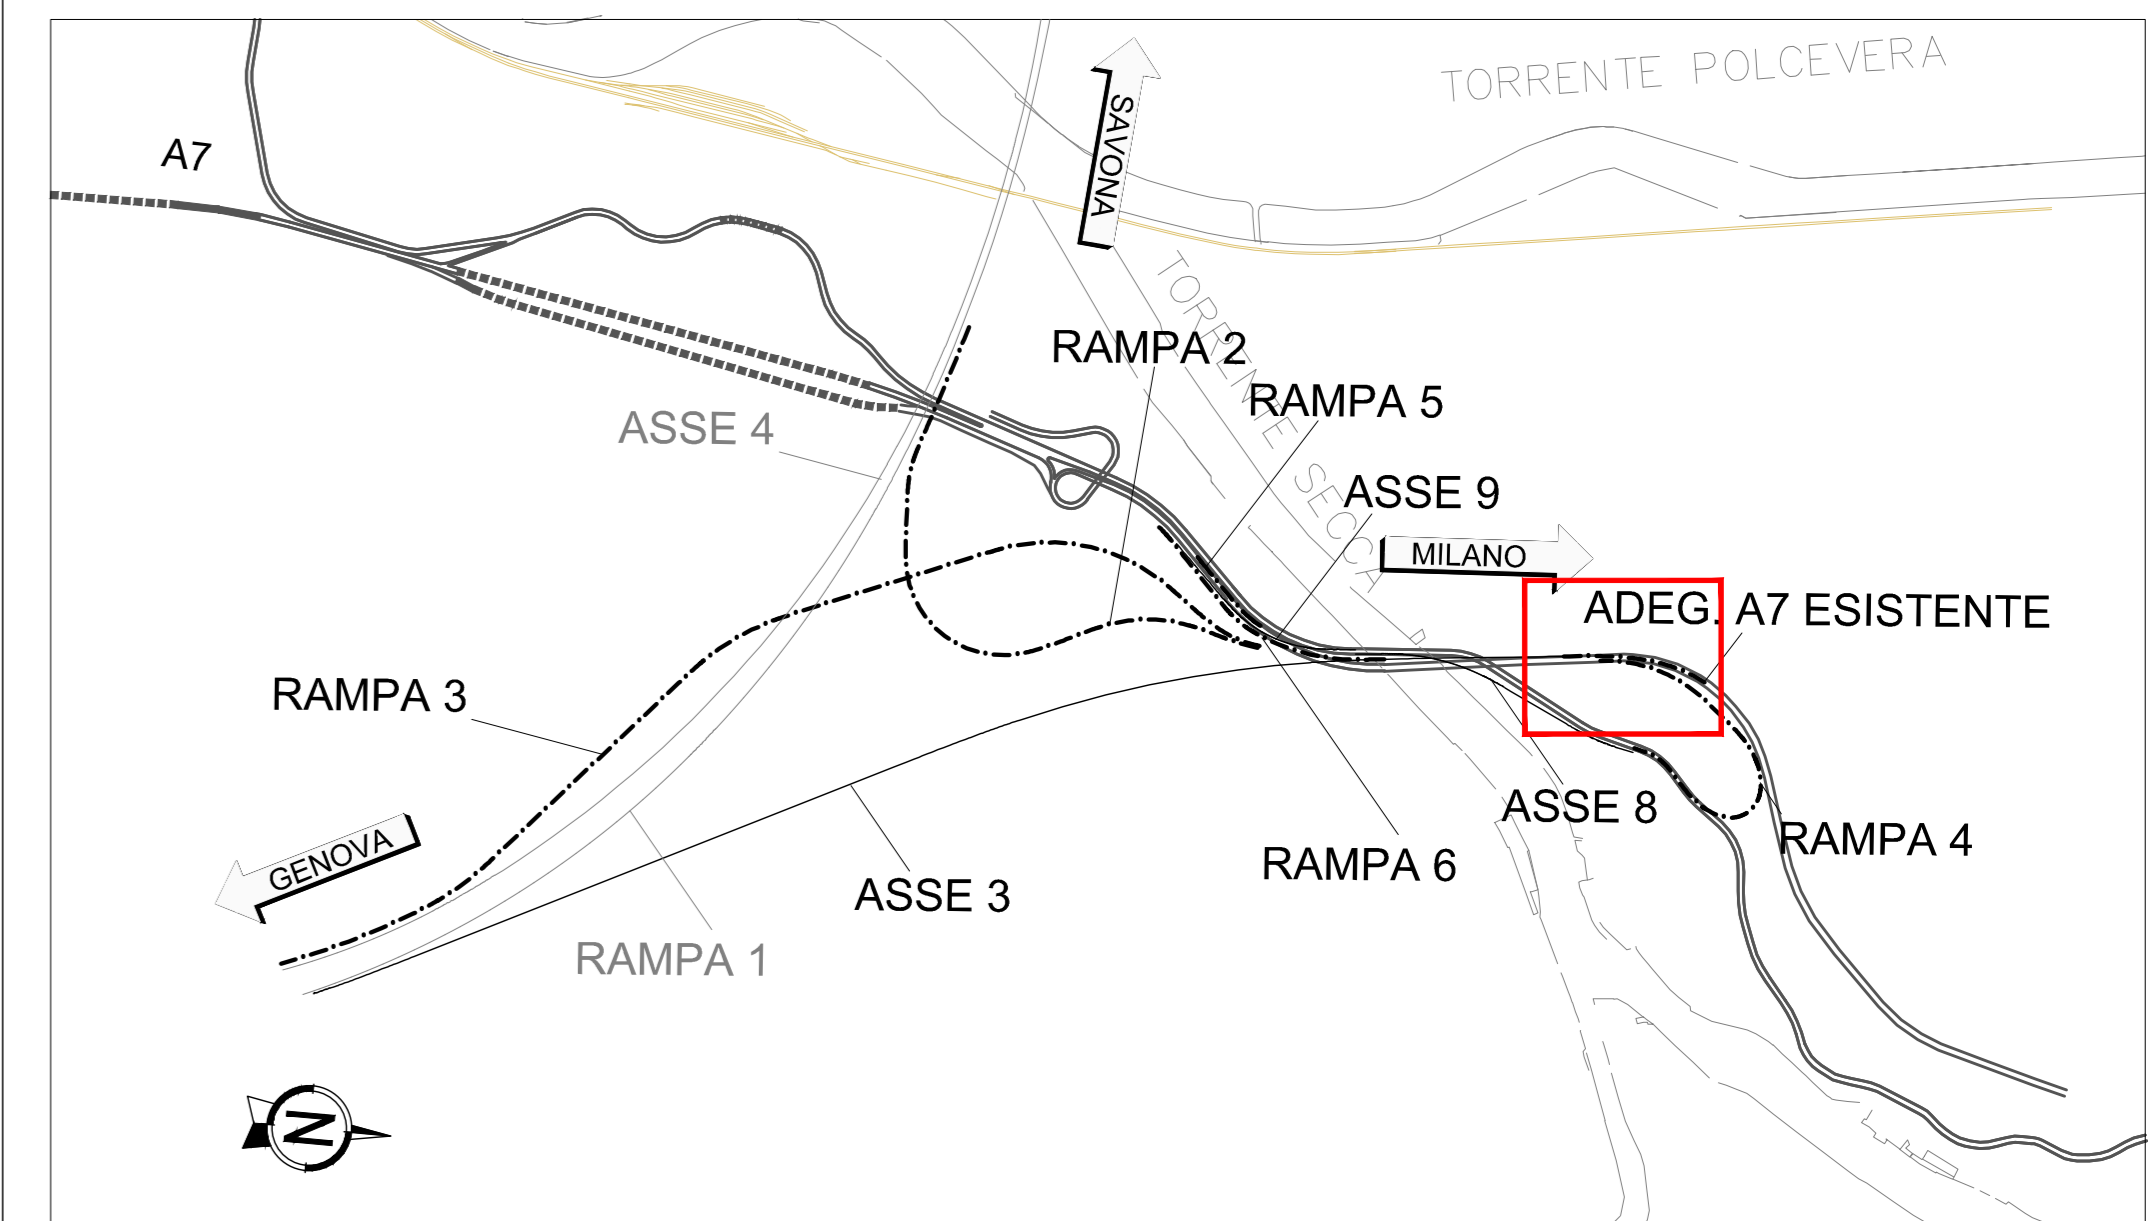 TORRENTE POLCEVERA
SAVONA
A7
TORRENTE SECCA
RAMPA 2
RAMPA 5
ASSE 4
ASSE 9
MILANO
ADEG. A7 ESISTENTE
RAMPA 3
ASSE 8
RAMPA 4
GENOVA
RAMPA 6
ASSE 3
RAMPA 1
N